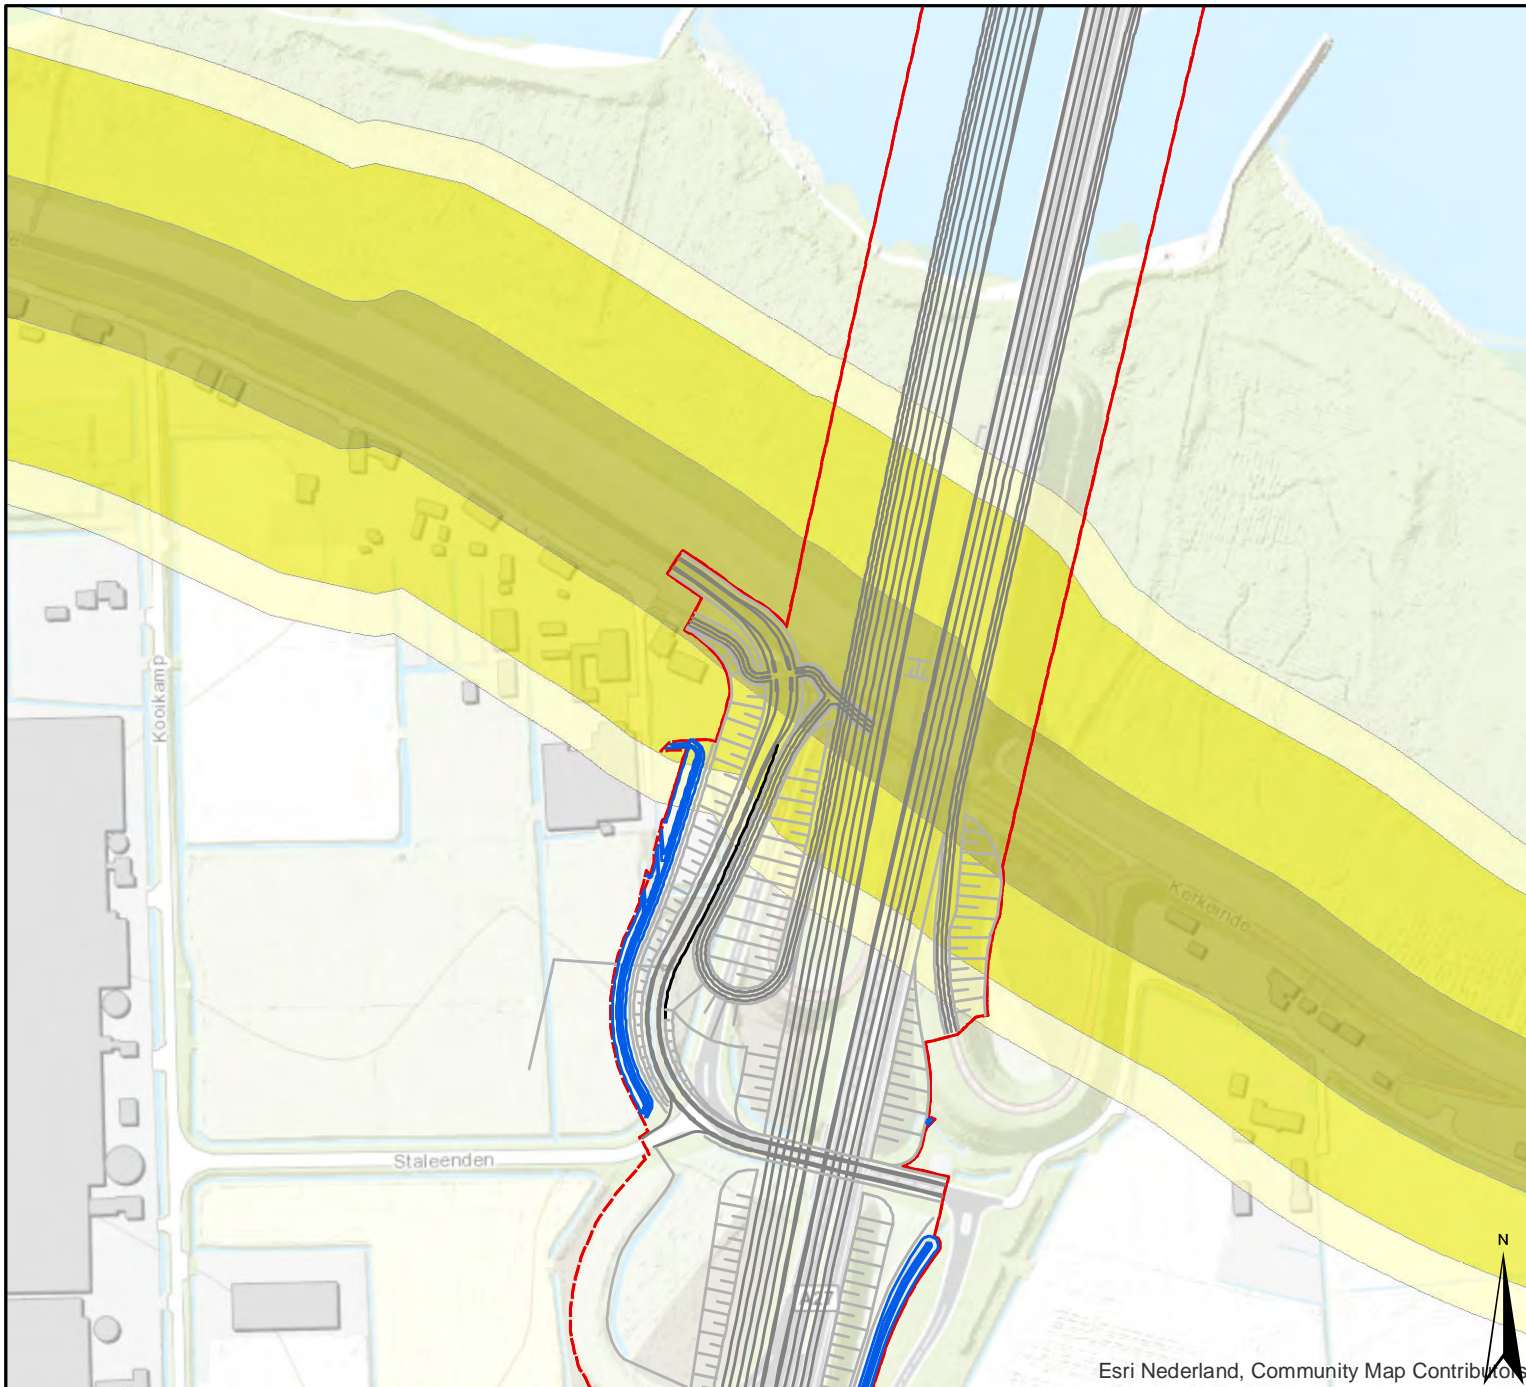 Kooikamp
Kerkeinde
Staleenden
A27
N
Esri Nederland, Community Map Contributors